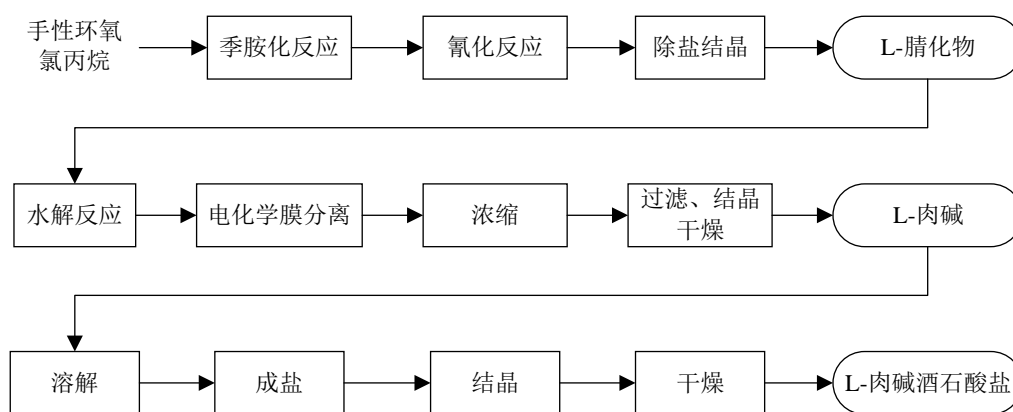 手性环氧
氯丙烷
季胺化反应
氰化反应
除盐结晶
L-腈化物
水解反应
电化学膜分离
浓缩
过滤、结晶
干燥
L-肉碱
溶解
成盐
结晶
干燥
L-肉碱酒石酸盐